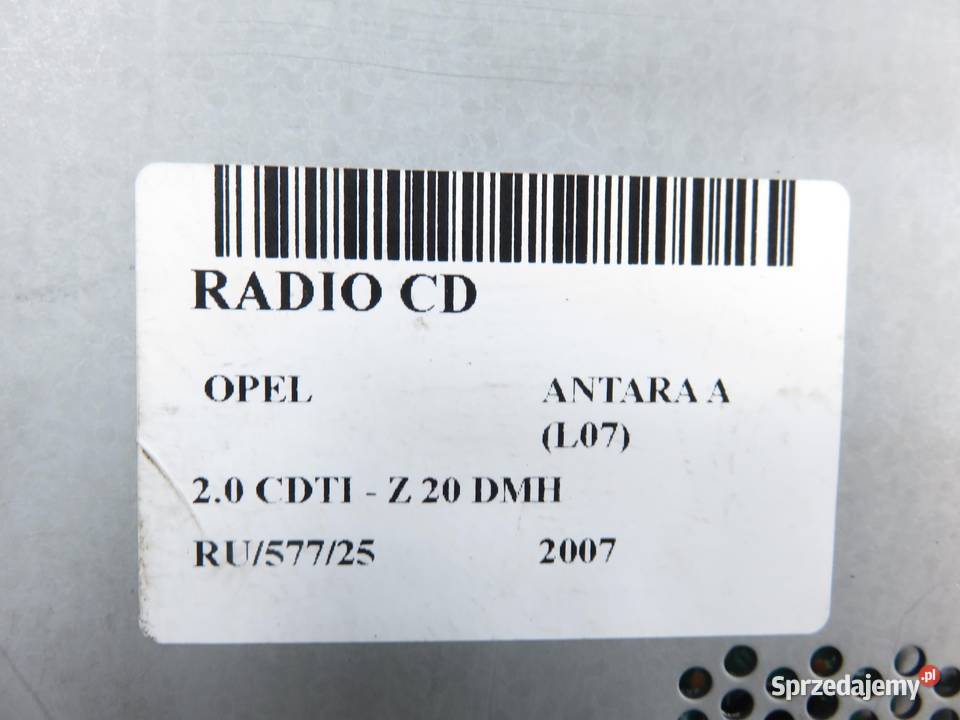 RADIO CD
OPEL ANTARA A
(L07)
2.0 CDTI - Z 20 DMH
RU/577/25 2007
Sprzedajemy.pl